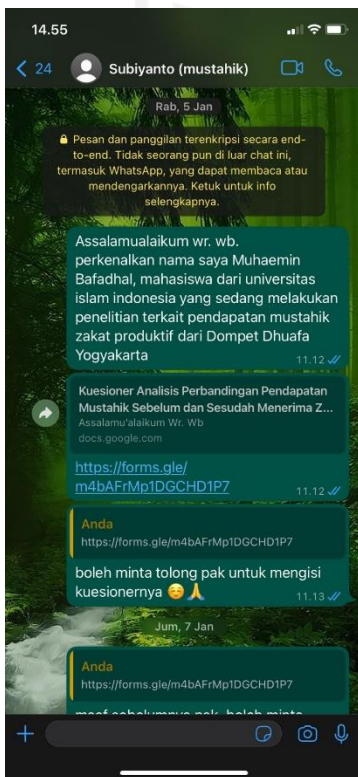 14.55
24
Subiyanto (mustahik)
Rab, 5 Jan
Pesan dan panggilan terenkripsi secara end-
to-end. Tidak seorang pun di luar chat ini,
termasuk WhatsApp, yang dapat membaca atau
mendengarkannya. Ketuk untuk info
selengkapnya.
Assalamualaikum wr. wb.
perkenalkan nama saya Muhaemin
Bafadhal, mahasiswa dari universitas
islam indonesia yang sedang melakukan
penelitian terkait pendapatan mustahik
zakat produktif dari Dompet Dhuafa
Yogyakarta
11.12
Kuesioner Analisis Perbandingan Pendapatan
Mustahik Sebelum dan Sesudah Menerima Z...
Assalamu'alaikum Wr. Wb
docs.google.com
https://forms.gle/
m4bAFrMp1DGCHD1P7
11.12
Anda
https://forms.gle/m4bAFrMp1DGCHD1P7
boleh minta tolong pak untuk mengisi
kuesionernya ☺️🙏
11.13
Jum, 7 Jan
Anda
https://forms.gle/m4bAFrMp1DGCHD1P7
maaf sebelumnya pak, boleh minta